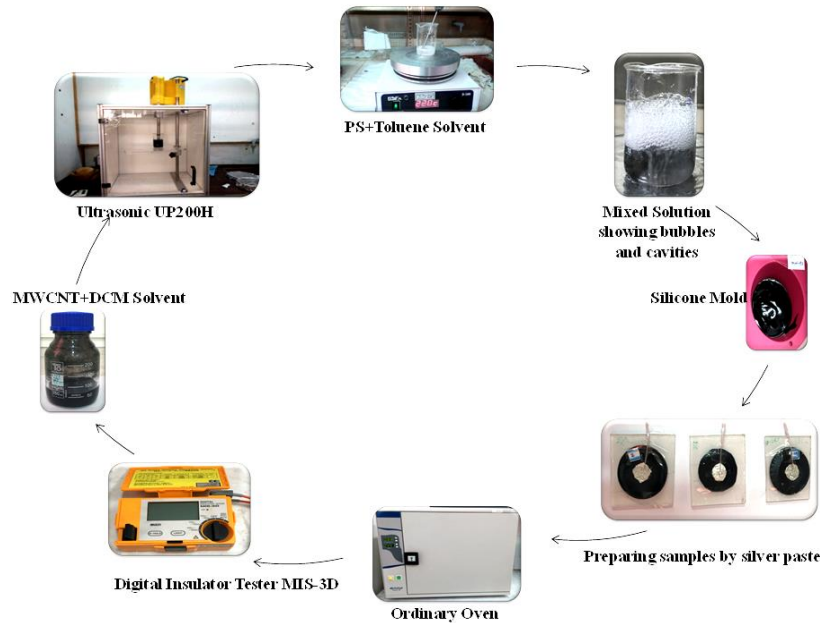 PS+Toluene Solvent
Ultrasonic UP200H
Mixed Solution
showing bubbles
and cavities
MWCNT+DCM Solvent
Silicone Mold
Preparing samples by silver paste
Digital Insulator Tester MIS-3D
Ordinary Oven